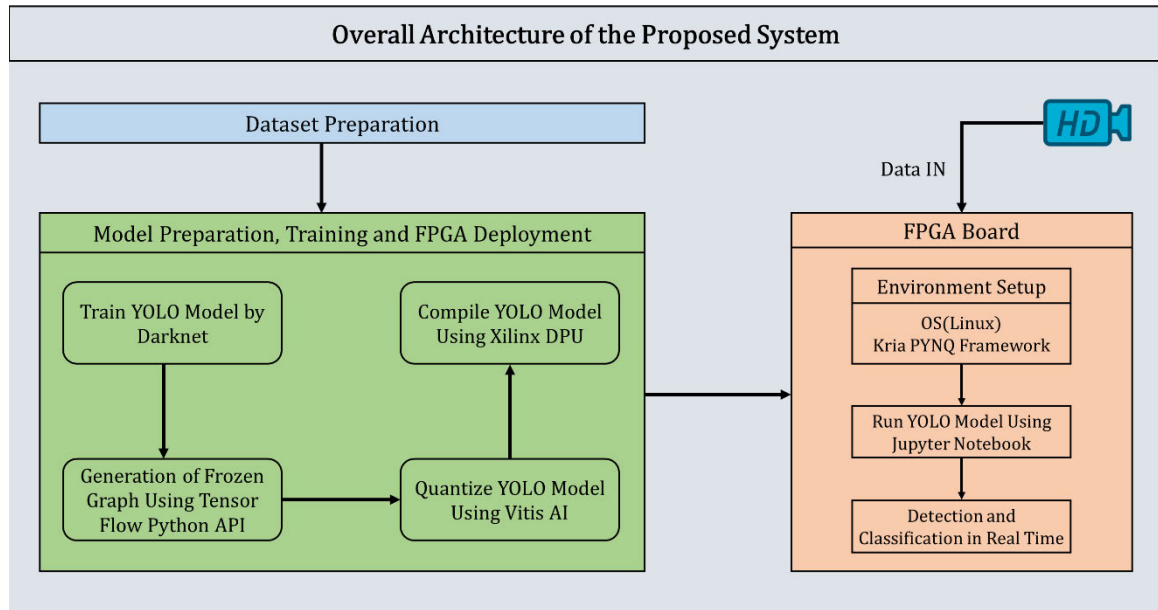 Overall Architecture of the Proposed System
Dataset Preparation
HD
Data IN
Model Preparation, Training and FPGA Deployment
Train YOLO Model by
Darknet
Compile YOLO Model
Using Xilinx DPU
Generation of Frozen
Graph Using Tensor
Flow Python API
Quantize YOLO Model
Using Vitis AI
FPGA Board
Environment Setup
OS(Linux)
Kria PYNQ Framework
Run YOLO Model Using
Jupyter Notebook
Detection and
Classification in Real Time